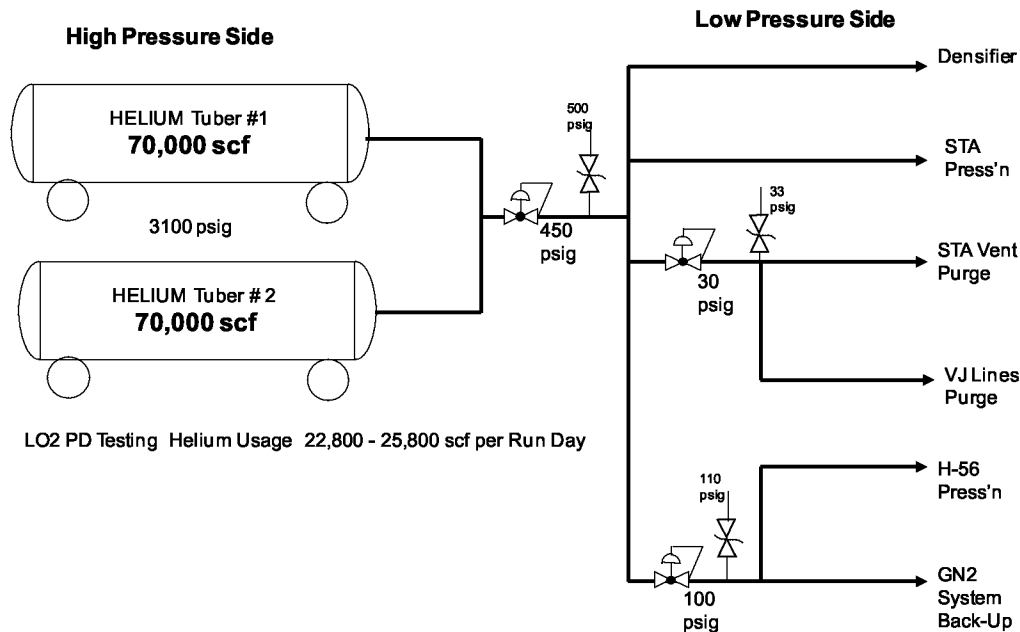 High Pressure Side
Low Pressure Side
HELIUM Tuber #1
70,000 scf
3100 psig
HELIUM Tuber # 2
70,000 scf
LO2 PD Testing Helium Usage 22,800 - 25,800 scf per Run Day
450
psig
500
psig
Densifier
STA
Press'n
33
psig
30
psig
STA Vent
Purge
VJ Lines
Purge
110
psig
100
psig
H-56
Press'n
GN2
System
Back-Up